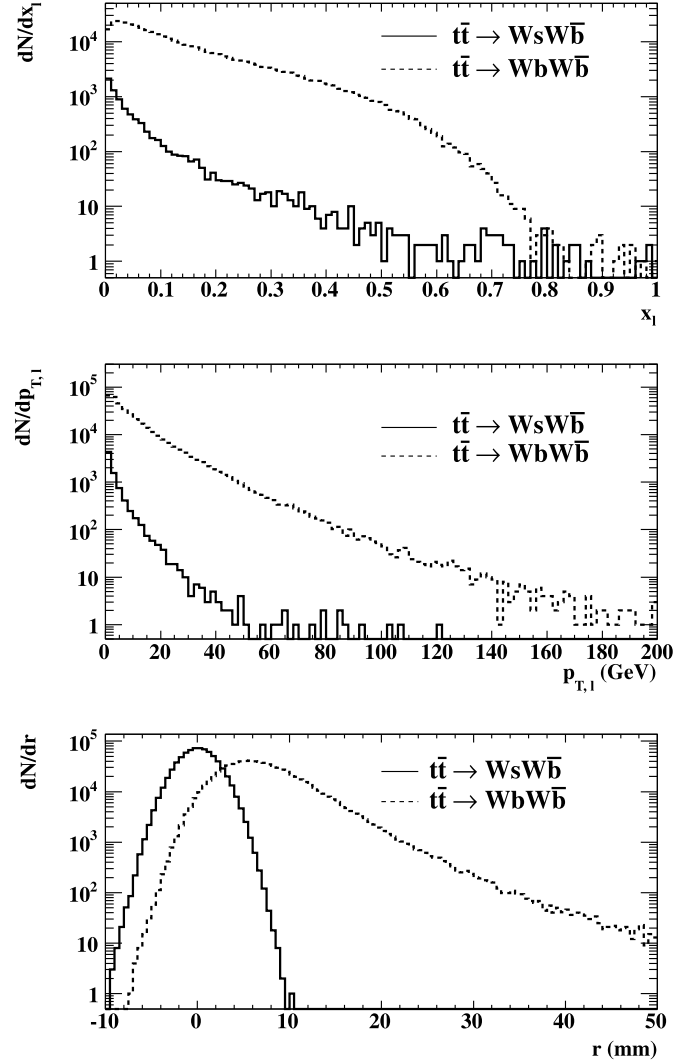 dN/dx_l
10^4
10^3
10^2
10
1
tt̄ → WsWb̄
tt̄ → WbWb̄
0 0.1 0.2 0.3 0.4 0.5 0.6 0.7 0.8 0.9 1
x_l
dN/dp_T,l
10^5
10^4
10^3
10^2
10
1
tt̄ → WsWb̄
tt̄ → WbWb̄
0 20 40 60 80 100 120 140 160 180 200
p_T,l (GeV)
dN/dr
10^5
10^4
10^3
10^2
10
1
tt̄ → WsWb̄
tt̄ → WbWb̄
-10 0 10 20 30 40 50
r (mm)